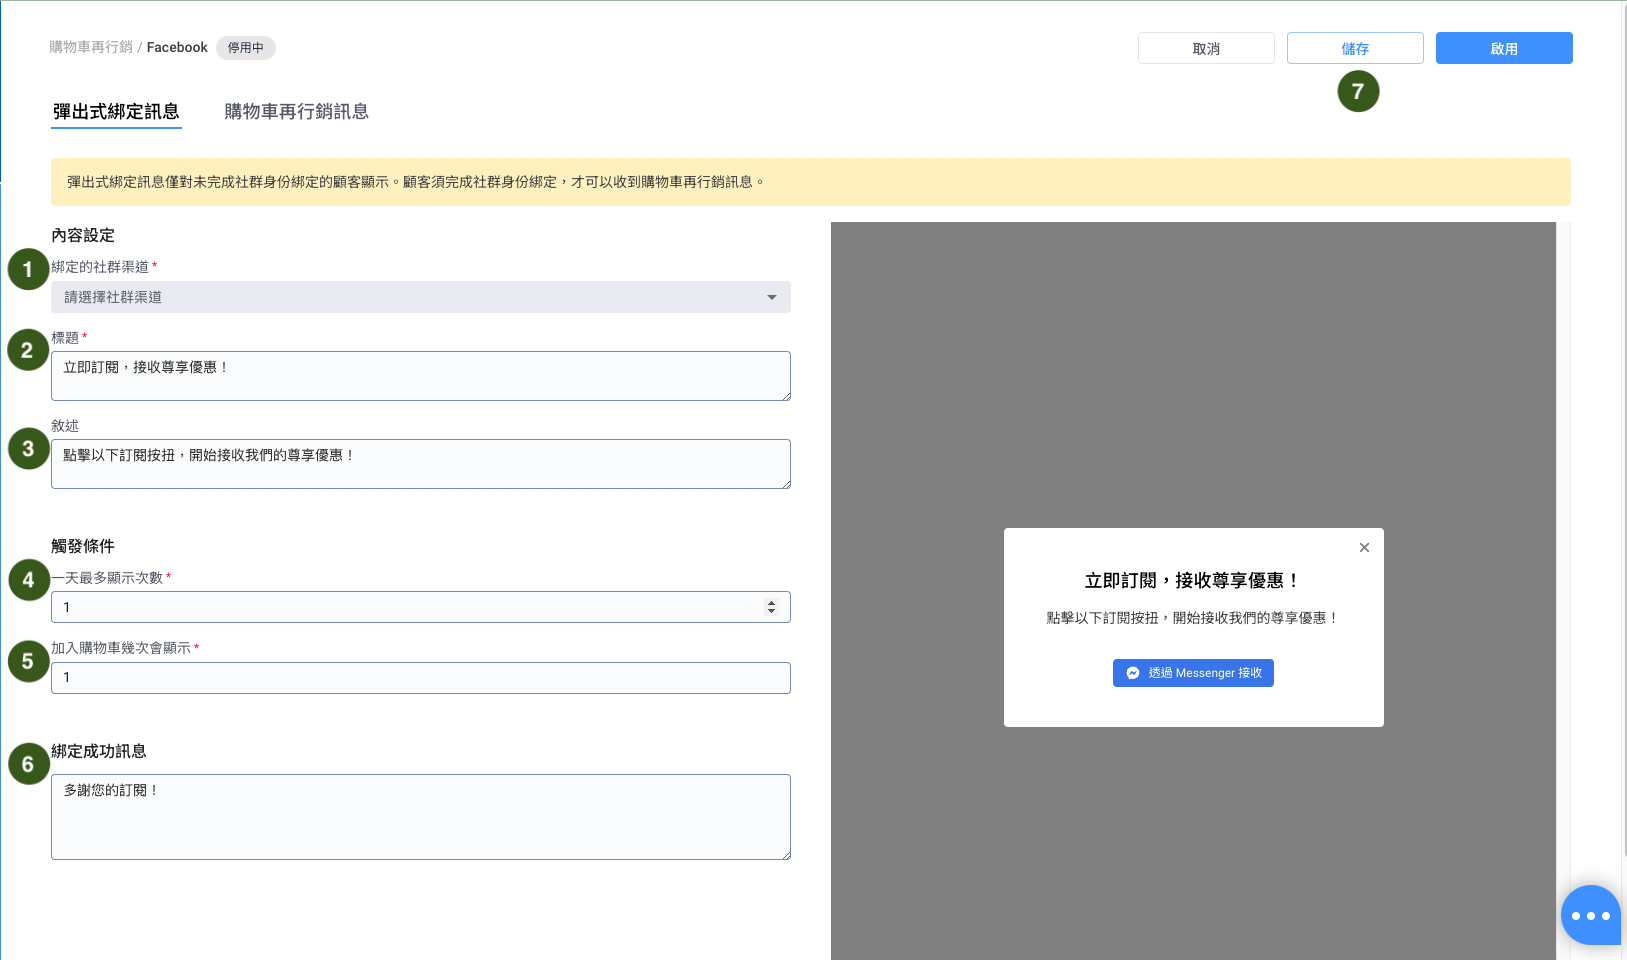 購物車再行銷 / Facebook 停用中
取消 儲存 啟用
7
彈出式綁定訊息 購物車再行銷訊息
彈出式綁定訊息僅對未完成社群身份綁定的顧客顯示。顧客須完成社群身份綁定，才可以收到購物車再行銷訊息。
內容設定
1 綁定的社群渠道 *
請選擇社群渠道
2 標題 *
立即訂閱，接收尊享優惠！
3 敘述
點擊以下訂閱按扭，開始接收我們的尊享優惠！
觸發條件
4 一天最多顯示次數 *
1
5 加入購物車幾次會顯示 *
1
6 綁定成功訊息
多謝您的訂閱！
立即訂閱，接收尊享優惠！
點擊以下訂閱按扭，開始接收我們的尊享優惠！
透過 Messenger 接收